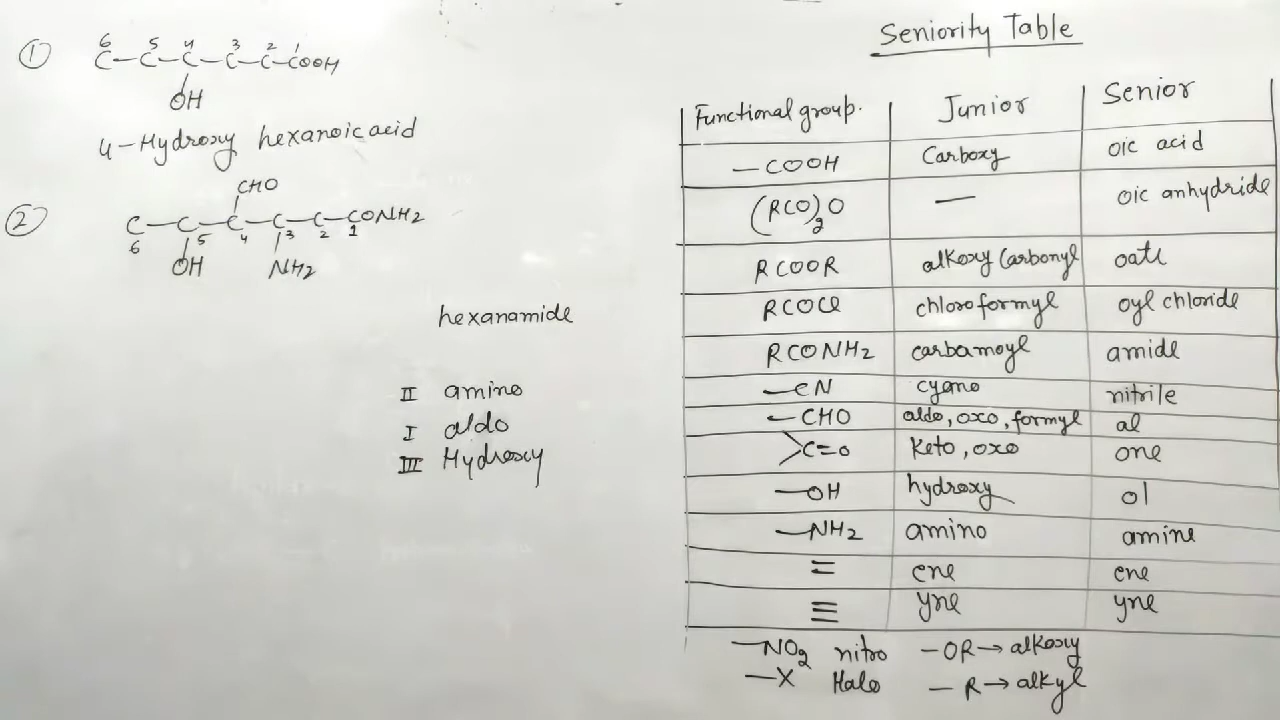 ① 6 5 4 3 2 1
C-C-C-C-C-COOH
OH
4-Hydroxy hexanoic acid
② CHO
C-C-C-C-C-CONH2
6 5 4 3 2 1
OH NH2
hexanamide
II amino
I aldo
III Hydroxy
Seniority Table
Functional group. Junior Senior
-COOH Carboxy oic acid
(RCO)2O — oic anhydride
RCOOR alkoxy Carbonyl oate
RCOCl chloroformyl oyl chloride
RCONH2 carbamoyl amide
-CN cyano nitrile
-CHO aldo, oxo, formyl al
>C=O Keto, oxo one
-OH hydroxy ol
-NH2 amino amine
= ene ene
≡ yne yne
-NO2 nitro -OR→alkoxy
-X Halo -R→alkyl